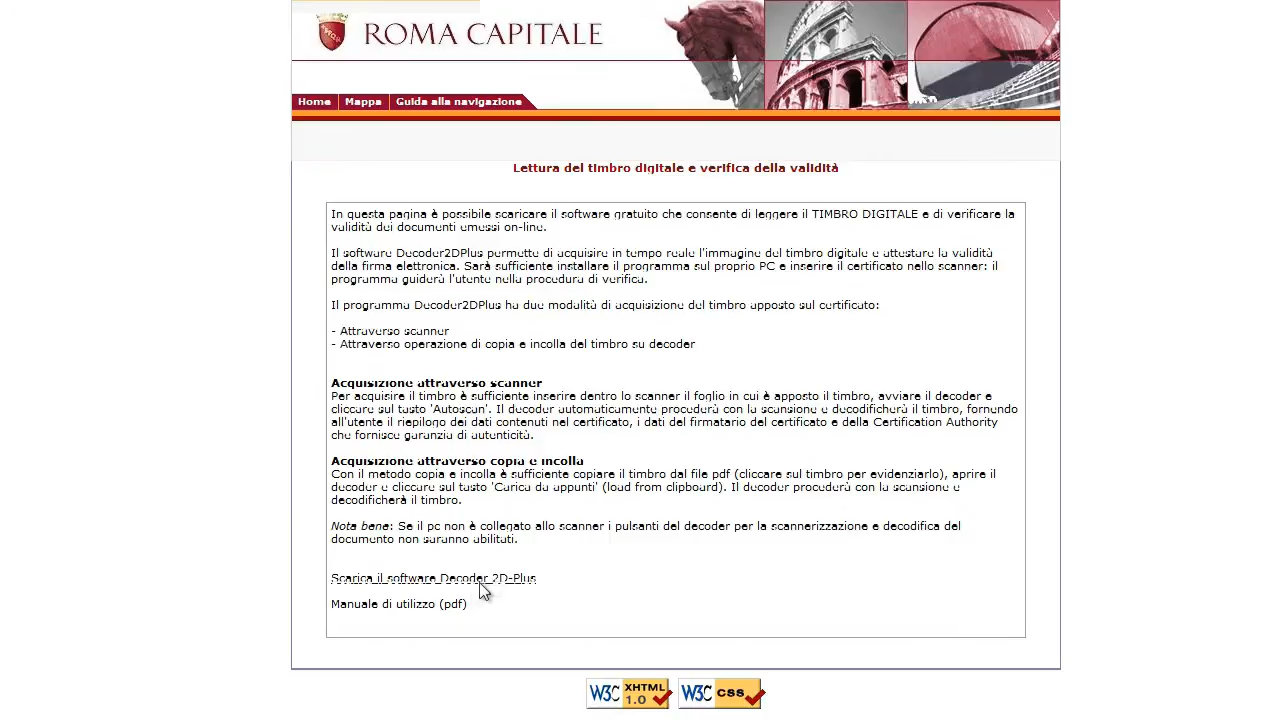 ROMA CAPITALE
Home Mappa Guida alla navigazione
Lettura del timbro digitale e verifica della validità
In questa pagina è possibile scaricare il software gratuito che consente di leggere il TIMBRO DIGITALE e di verificare la
validità dei documenti emessi on-line.
Il software Decoder2DPlus permette di acquisire in tempo reale l'immagine del timbro digitale e attestare la validità
della firma elettronica. Sarà sufficiente installare il programma sul proprio PC e inserire il certificato nello scanner: il
programma guiderà l'utente nella procedura di verifica.
Il programma Decoder2DPlus ha due modalità di acquisizione del timbro apposto sul certificato:
- Attraverso scanner
- Attraverso operazione di copia e incolla del timbro su decoder
Acquisizione attraverso scanner
Per acquisire il timbro è sufficiente inserire dentro lo scanner il foglio in cui è apposto il timbro, avviare il decoder e
cliccare sul tasto 'Autoscan'. Il decoder automaticamente procederà con la scansione e decodificherà il timbro, fornendo
all'utente il riepilogo dei dati contenuti nel certificato, i dati del firmatario del certificato e della Certification Authority
che fornisce garanzia di autenticità.
Acquisizione attraverso copia e incolla
Con il metodo copia e incolla è sufficiente copiare il timbro dal file pdf (cliccare sul timbro per evidenziarlo), aprire il
decoder e cliccare sul tasto 'Carica da appunti' (load from clipboard). Il decoder procederà con la scansione e
decodificherà il timbro.
Nota bene: Se il pc non è collegato allo scanner i pulsanti del decoder per la scannerizzazione e decodifica del
documento non saranno abilitati.
Scarica il software Decoder 2D-Plus
Manuale di utilizzo (pdf)
W3C XHTML 1.0 W3C CSS